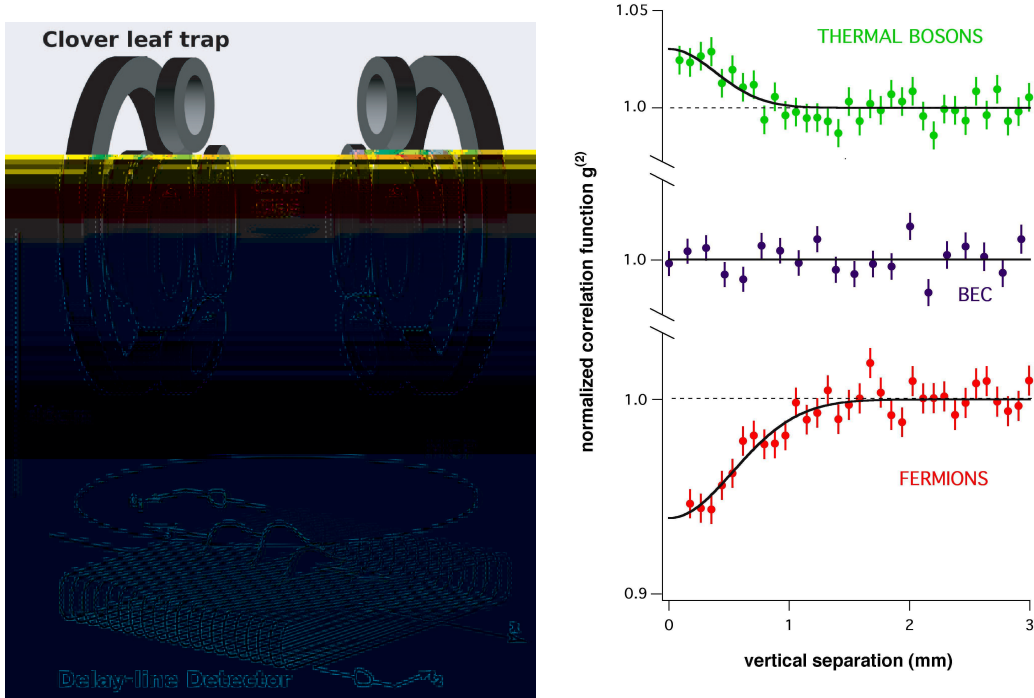 Clover leaf trap
Delay-line Detector
1.05
THERMAL BOSONS
1.0
normalized correlation function g⁽²⁾
1.0
BEC
1.0
FERMIONS
0.9
0
1
2
3
vertical separation (mm)